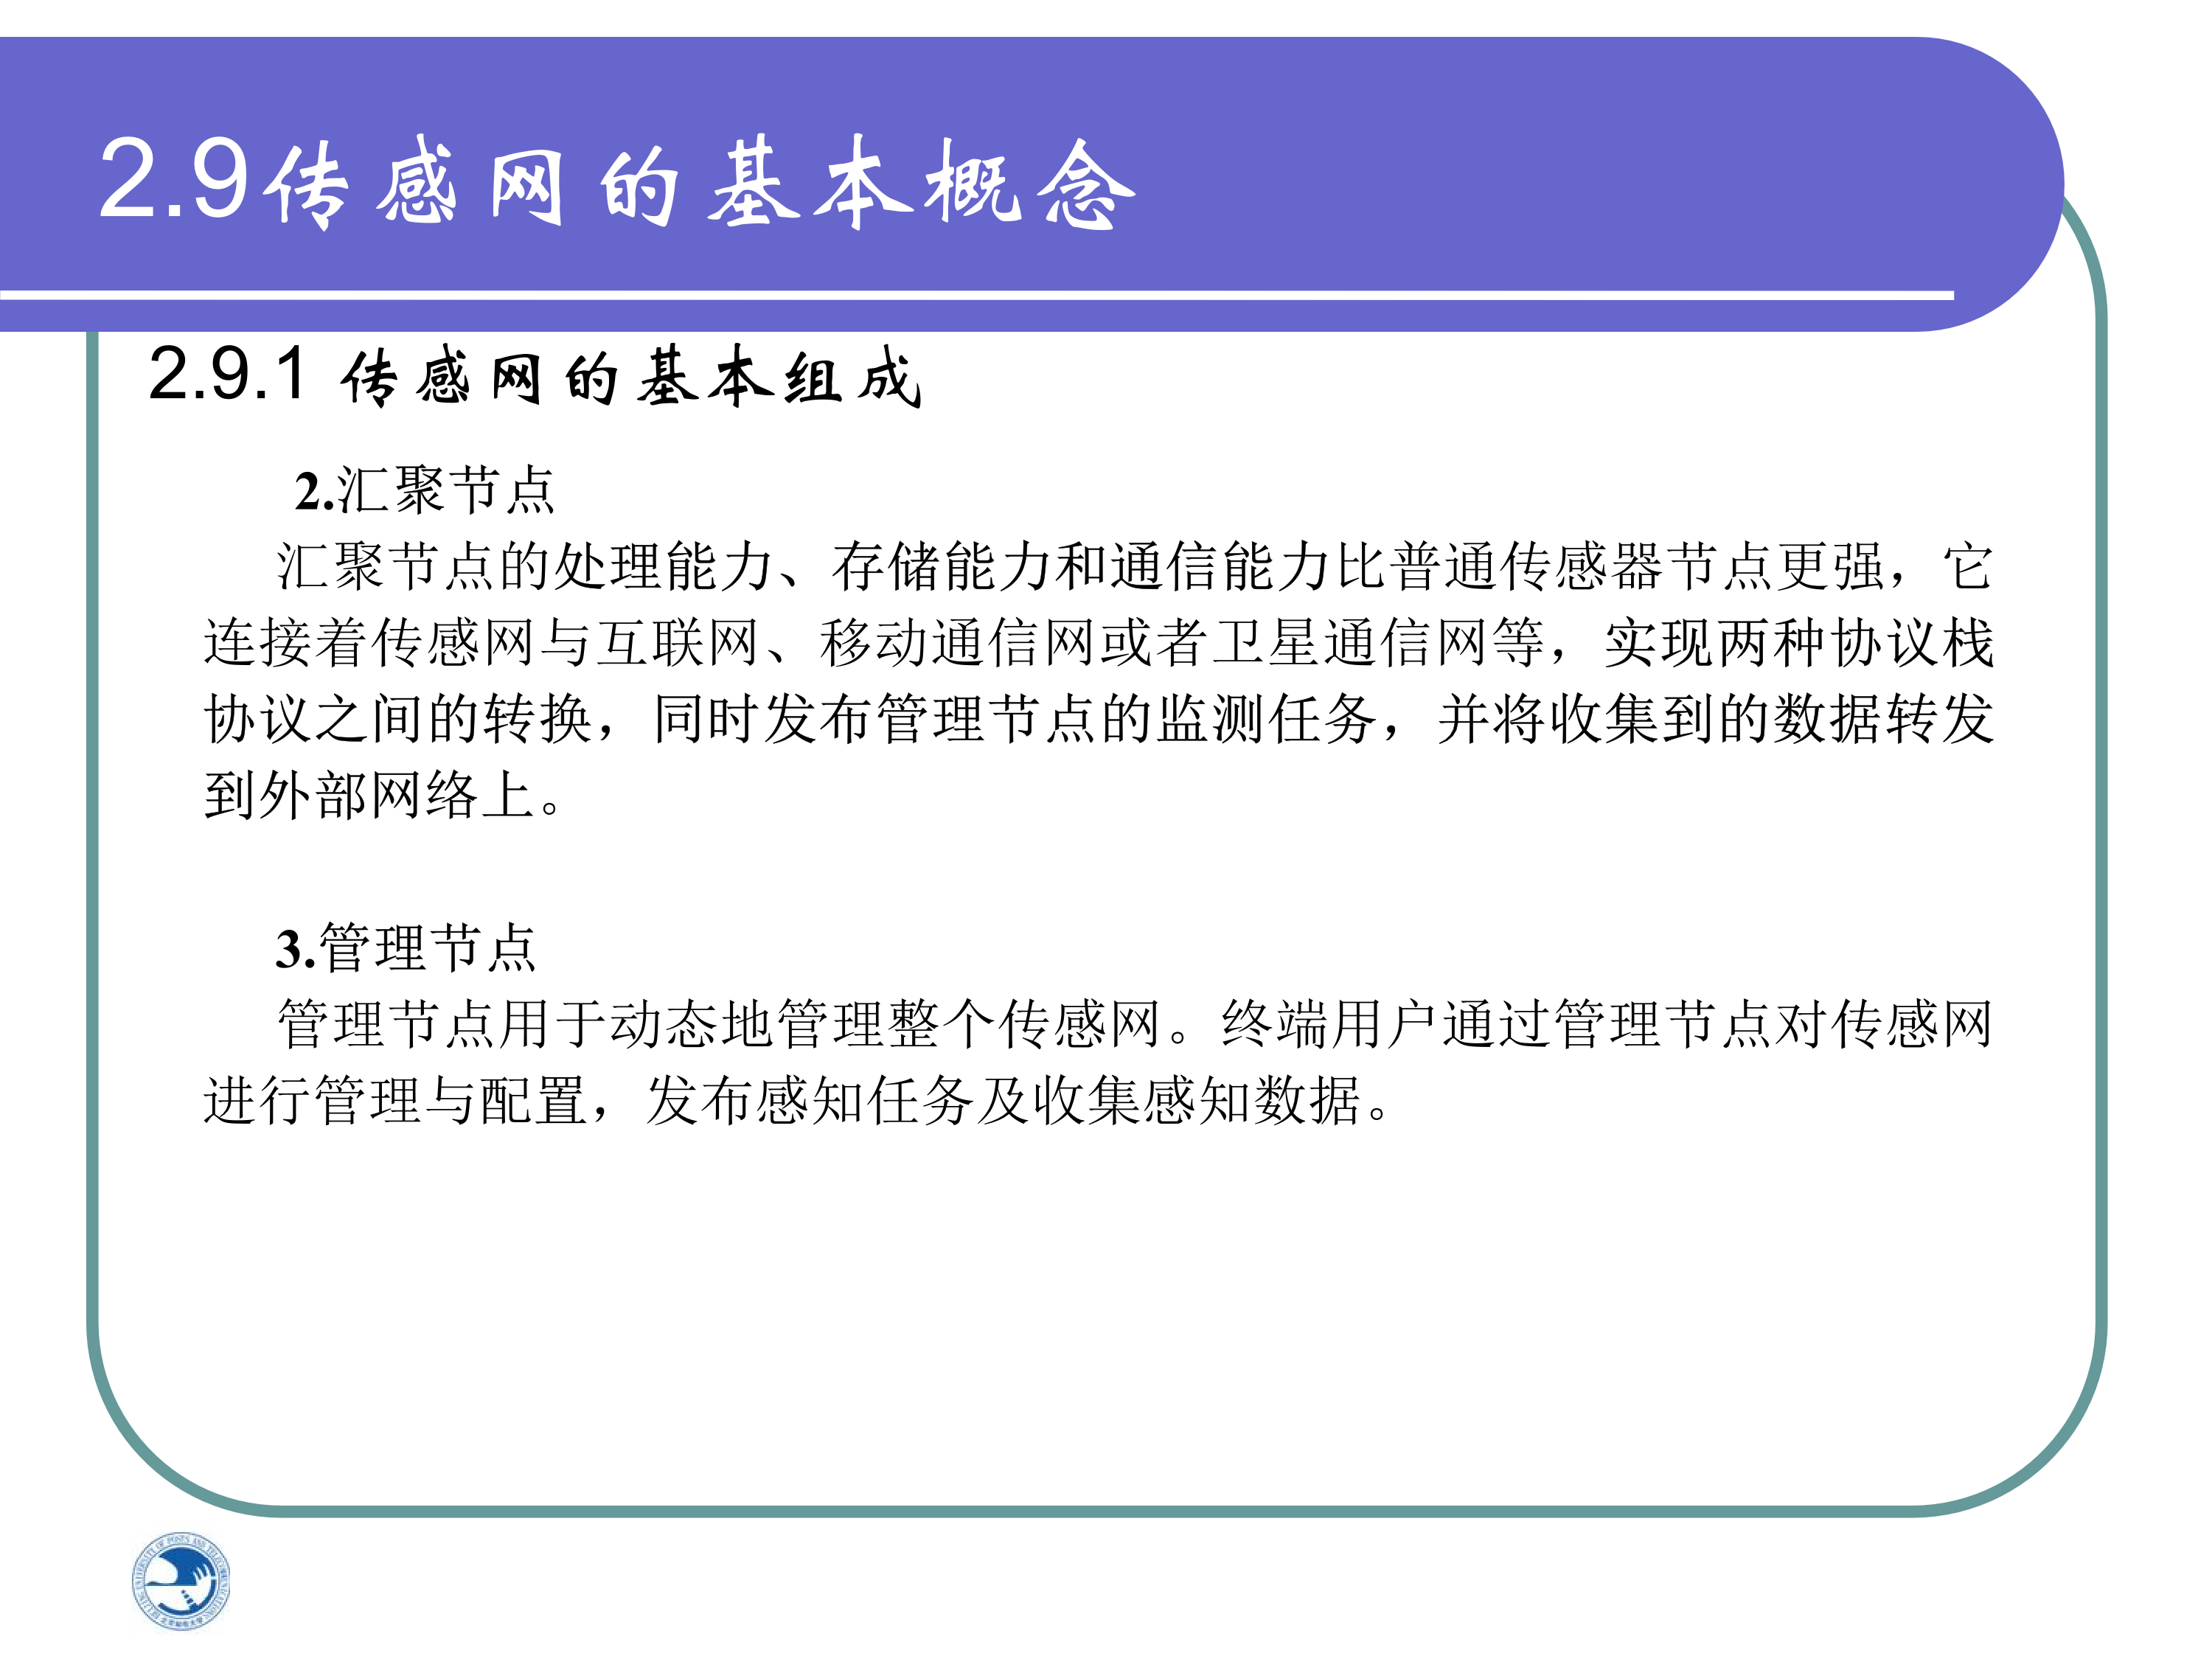 2.9传感网的基本概念
2.9.1 传感网的基本组成
2.汇聚节点
汇聚节点的处理能力、存储能力和通信能力比普通传感器节点更强，它
连接着传感网与互联网、移动通信网或者卫星通信网等，实现两种协议栈
协议之间的转换，同时发布管理节点的监测任务，并将收集到的数据转发
到外部网络上。
3.管理节点
管理节点用于动态地管理整个传感网。终端用户通过管理节点对传感网
进行管理与配置，发布感知任务及收集感知数据。